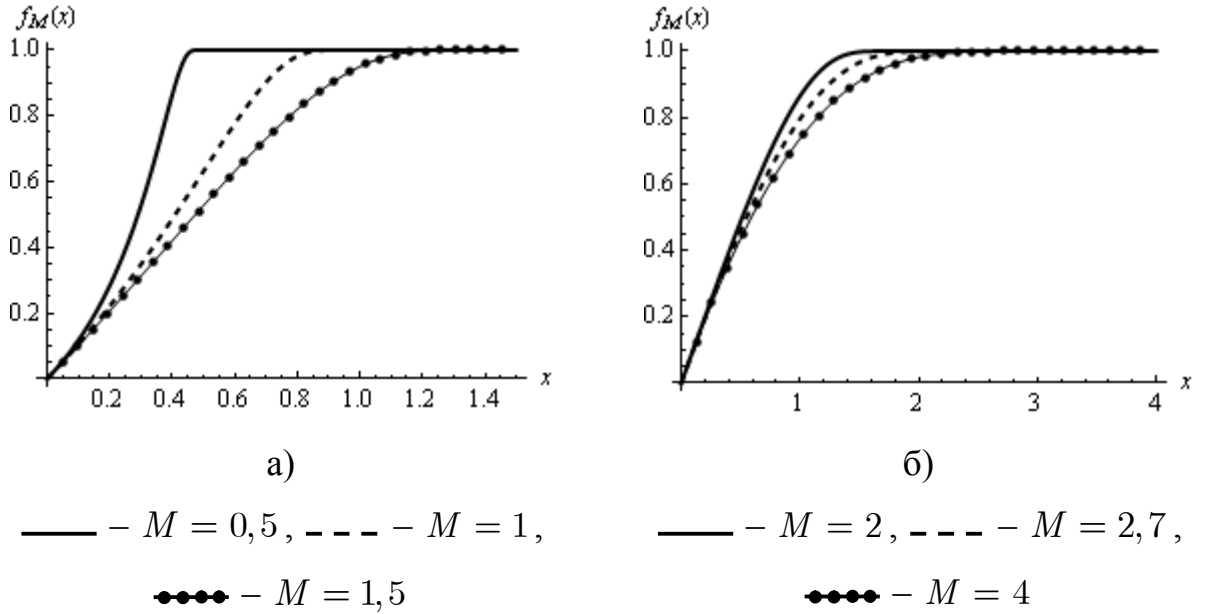 f_M(x)
1.0
0.8
0.6
0.4
0.2
0.2 0.4 0.6 0.8 1.0 1.2 1.4
x
а)
– M = 0,5 , – M = 1 ,
– M = 1,5
f_M(x)
1.0
0.8
0.6
0.4
0.2
1 2 3 4
x
б)
– M = 2 , – M = 2,7 ,
– M = 4